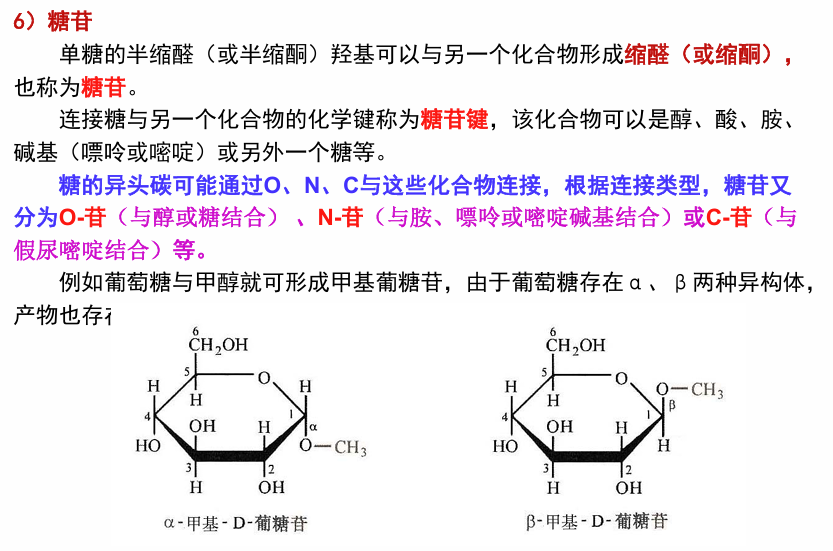 6）糖苷
单糖的半缩醛（或半缩酮）羟基可以与另一个化合物形成缩醛（或缩酮），
也称为糖苷。
连接糖与另一个化合物的化学键称为糖苷键，该化合物可以是醇、酸、胺、
碱基（嘌呤或嘧啶）或另外一个糖等。
糖的异头碳可能通过O、N、C与这些化合物连接，根据连接类型，糖苷又
分为O-苷（与醇或糖结合）、N-苷（与胺、嘌呤或嘧啶碱基结合）或C-苷（与
假尿嘧啶结合）等。
例如葡萄糖与甲醇就可形成甲基葡糖苷，由于葡萄糖存在α、β两种异构体，
产物也存
6
CH₂OH
5
O
H
H
H
4
OH
H
1
α
HO
O—CH₃
3
2
H
OH
α-甲基-D-葡糖苷
6
CH₂OH
5
O
O—CH₃
H
H
β
4
OH
H
1
HO
H
3
2
H
OH
β-甲基-D-葡糖苷